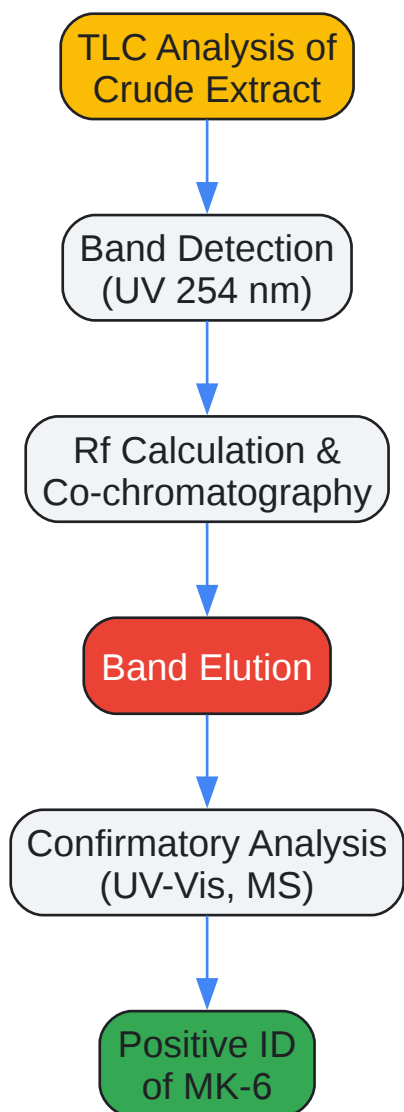 TLC Analysis of
Crude Extract
Band Detection
(UV 254 nm)
Rf Calculation &
Co-chromatography
Band Elution
Confirmatory Analysis
(UV-Vis, MS)
Positive ID
of MK-6